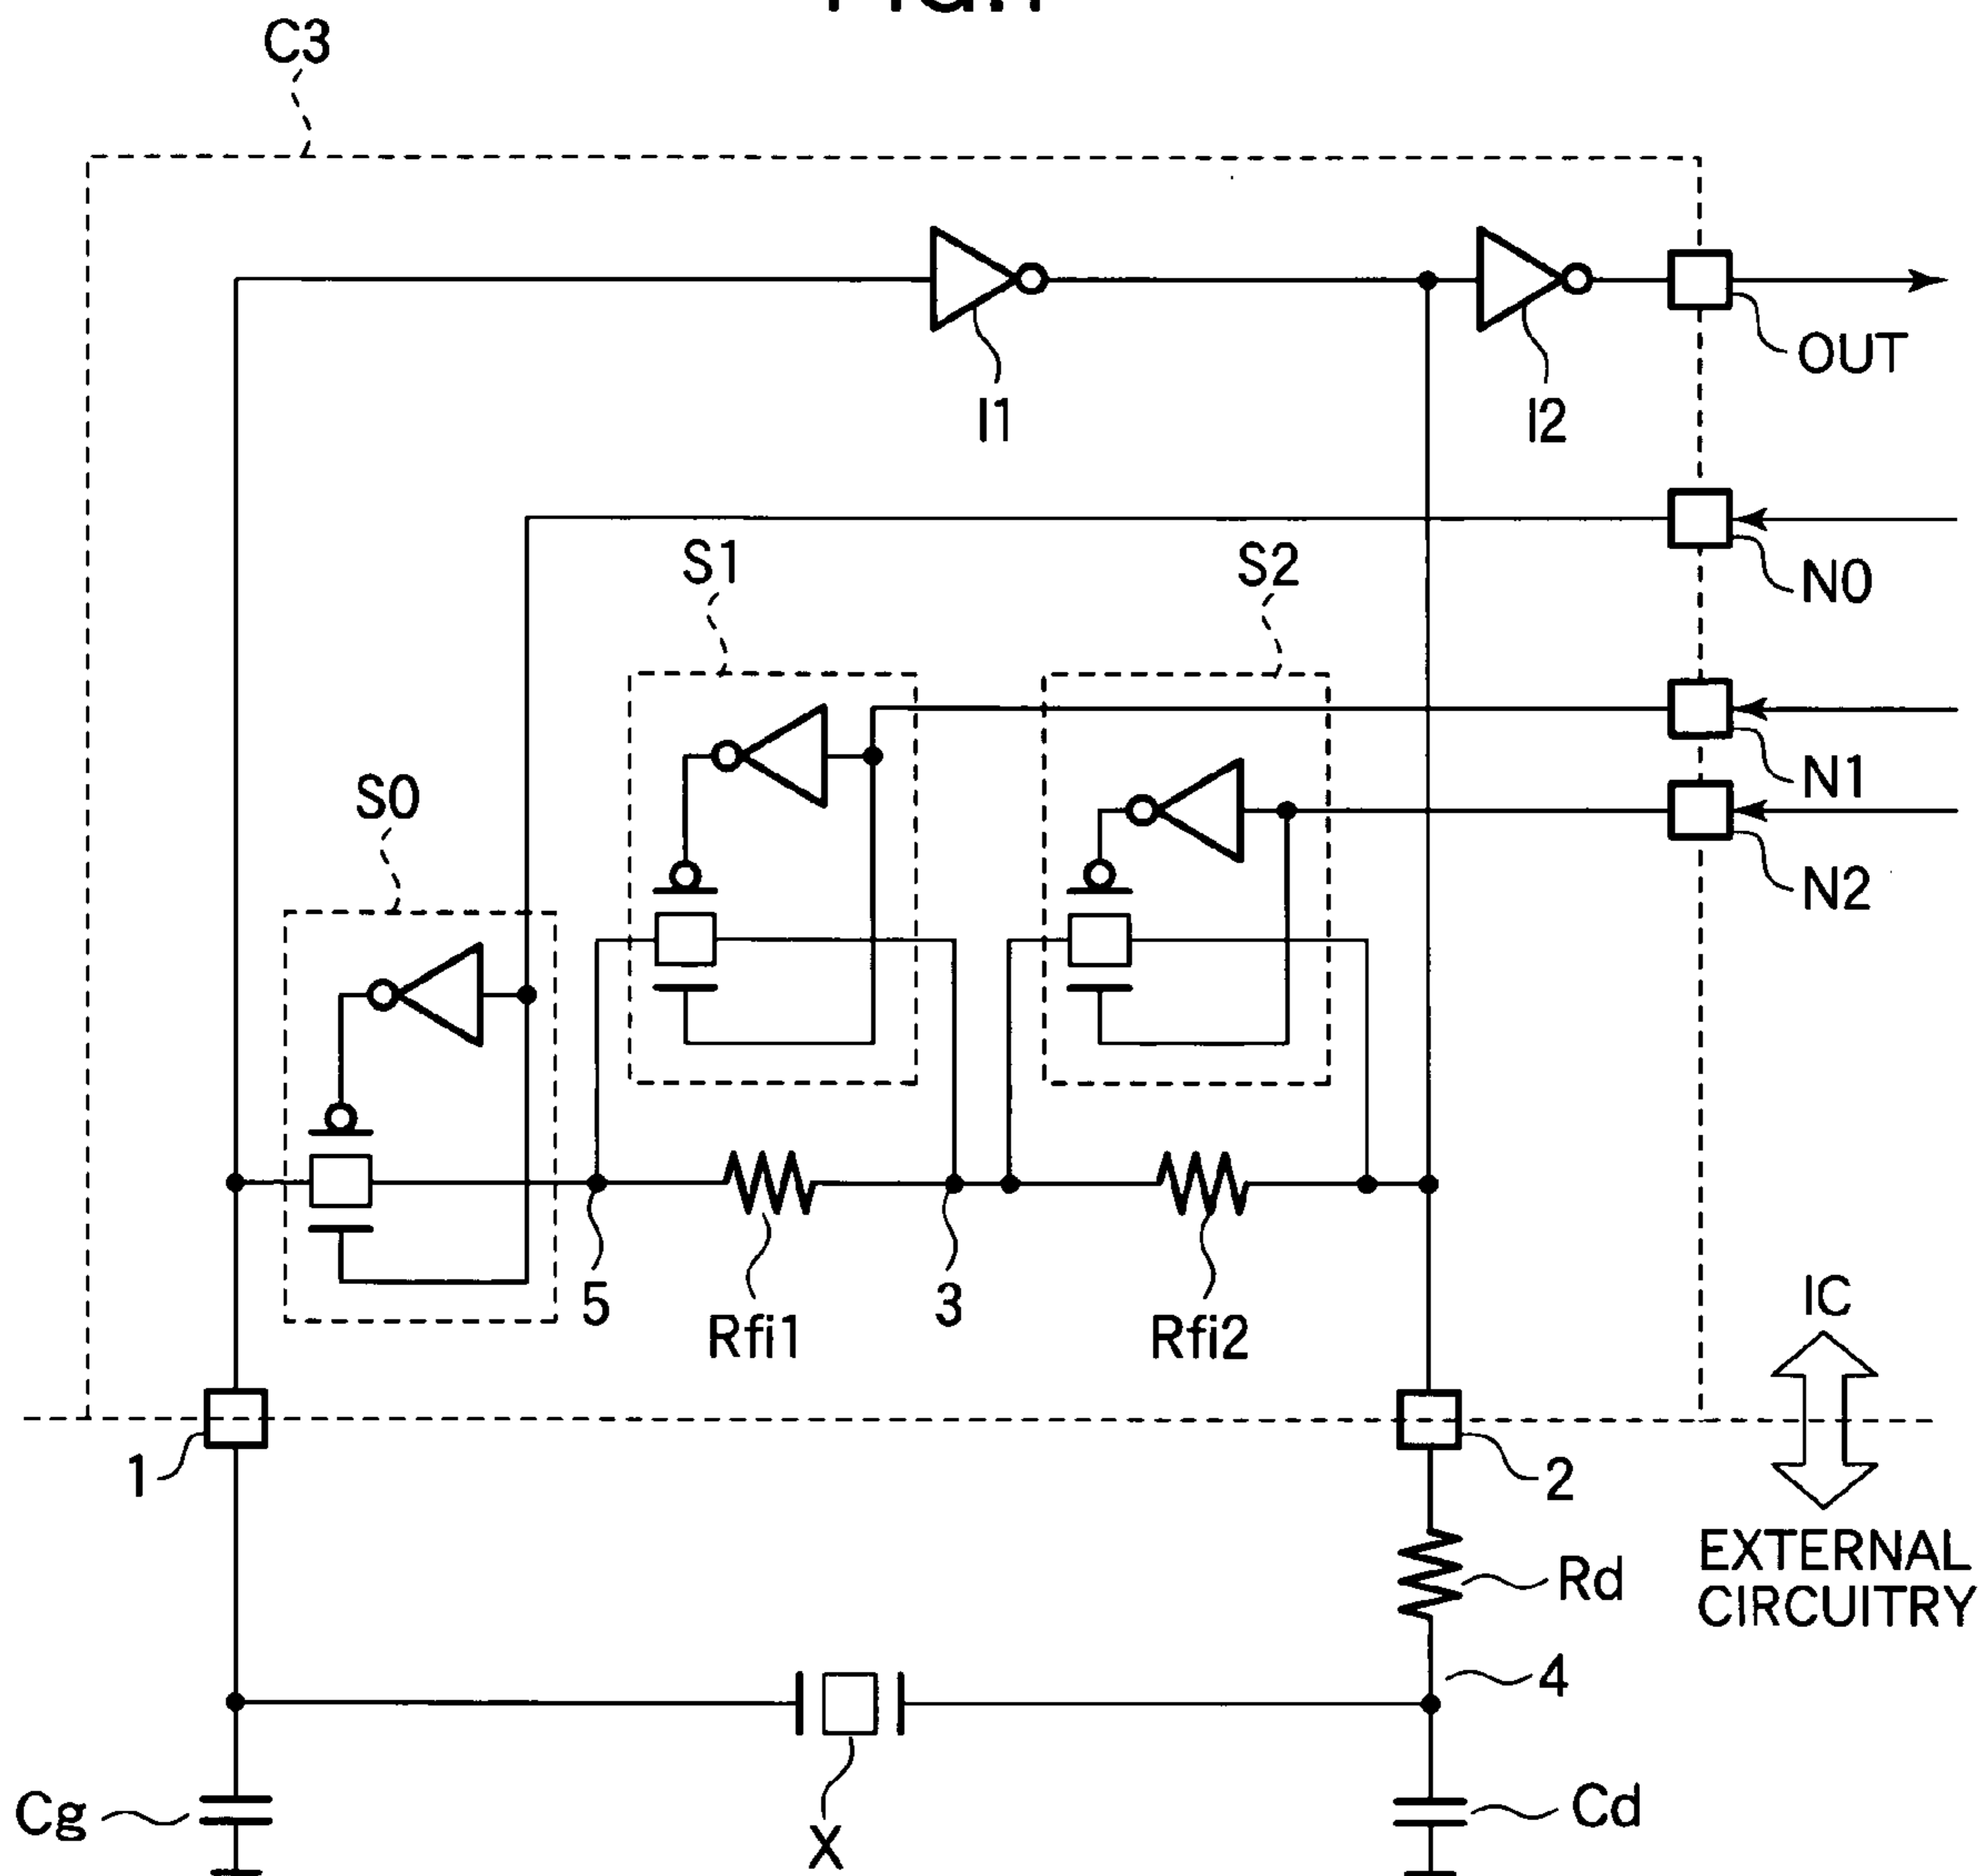 C3
I1
I2
OUT
N0
S1
S2
N1
S0
N2
5
Rfi1
3
Rfi2
IC
1
2
EXTERNAL
CIRCUITRY
Rd
4
Cg
X
Cd